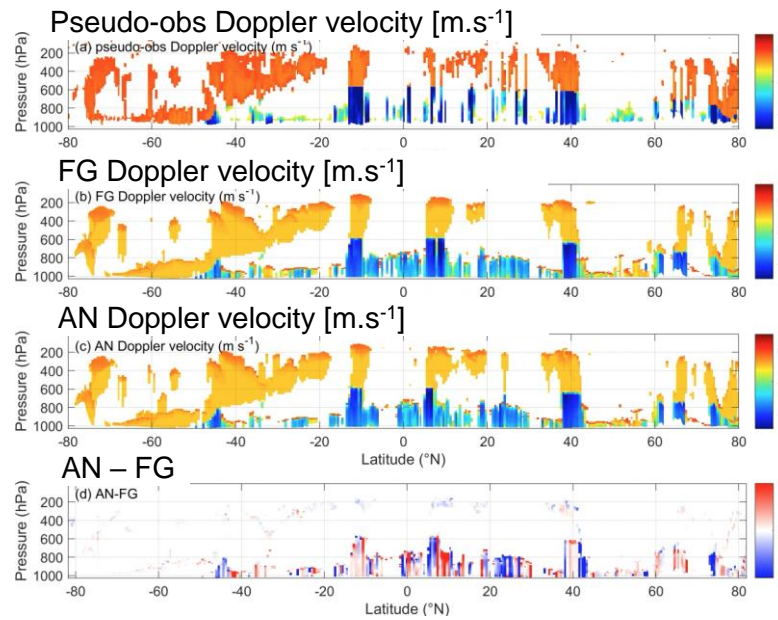 Pseudo-obs Doppler velocity [m.s-1]
(a) pseudo-obs Doppler velocity (m s-1)
Pressure (hPa)
200
400
600
800
1000
-80 -60 -40 -20 0 20 40 60 80
FG Doppler velocity [m.s-1]
(b) FG Doppler velocity (m s-1)
Pressure (hPa)
200
400
600
800
1000
-80 -60 -40 -20 0 20 40 60 80
AN Doppler velocity [m.s-1]
(c) AN Doppler velocity (m s-1)
Pressure (hPa)
200
400
600
800
1000
-80 -60 -40 -20 0 20 40 60 80
Latitude (°N)
AN – FG
(d) AN-FG
Pressure (hPa)
200
400
600
800
1000
-80 -60 -40 -20 0 20 40 60 80
Latitude (°N)